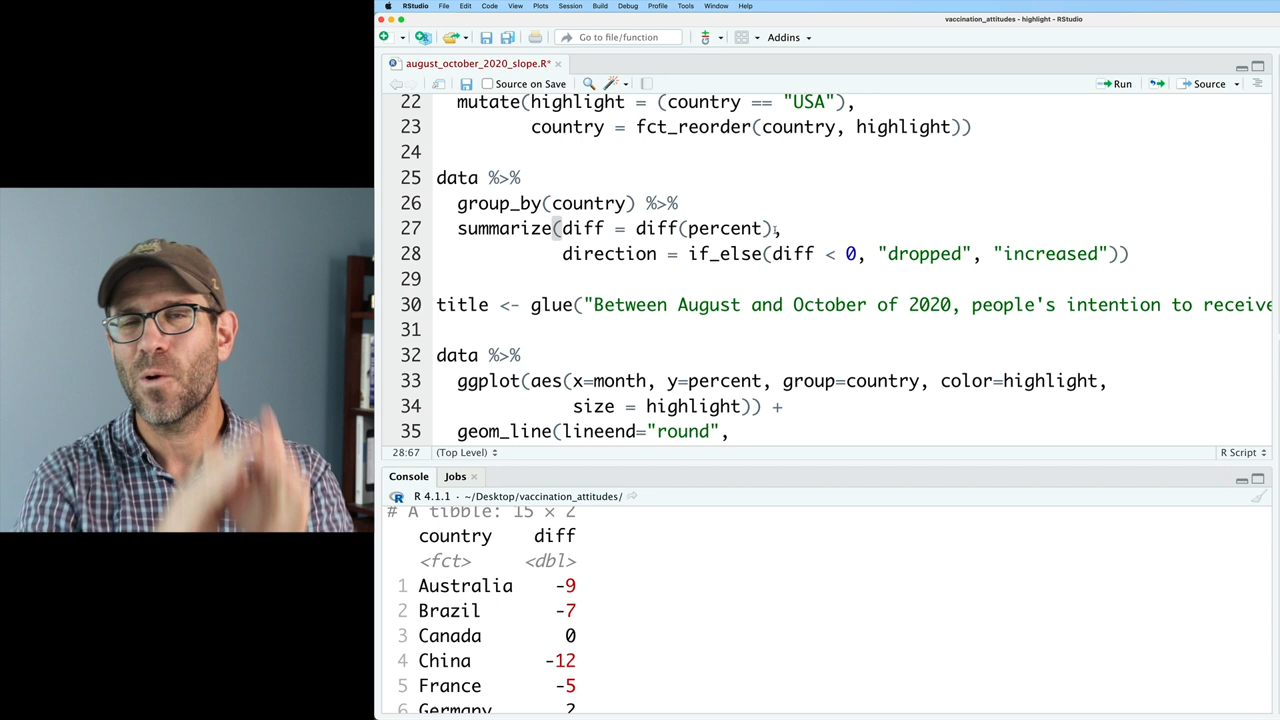 RStudio File Edit Code View Plots Session Build Debug Profile Tools Window Help
vaccination_attitudes - highlight - RStudio
Go to file/function Addins
august_october_2020_slope.R*
Source on Save Run Source
22 mutate(highlight = (country == "USA"),
23 country = fct_reorder(country, highlight))
24
25 data %>%
26 group_by(country) %>%
27 summarize(diff = diff(percent),
28 direction = if_else(diff < 0, "dropped", "increased"))
29
30 title <- glue("Between August and October of 2020, people's intention to receive
31
32 data %>%
33 ggplot(aes(x=month, y=percent, group=country, color=highlight,
34 size = highlight)) +
35 geom_line(lineend="round",
28:67 (Top Level) R Script
Console Jobs
R 4.1.1 · ~/Desktop/vaccination_attitudes/
# A tibble: 15 × 2
country diff
<fct> <dbl>
1 Australia -9
2 Brazil -7
3 Canada 0
4 China -12
5 France -5
6 Germany 2